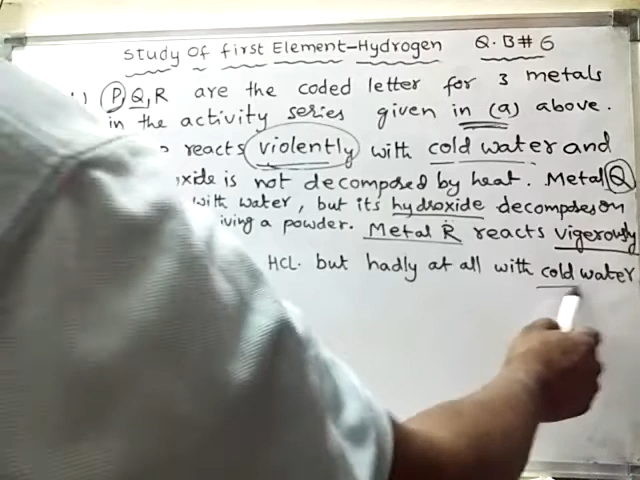 Study Of first Element-Hydrogen Q.B#6
P, Q, R are the coded letter for 3 metals
in the activity series given in (a) above.
reacts violently with cold water and
xide is not decomposed by heat. Metal Q
with water, but its hydroxide decomposes on
iving a powder. Metal R reacts vigerously
HCL. but hadly at all with cold water